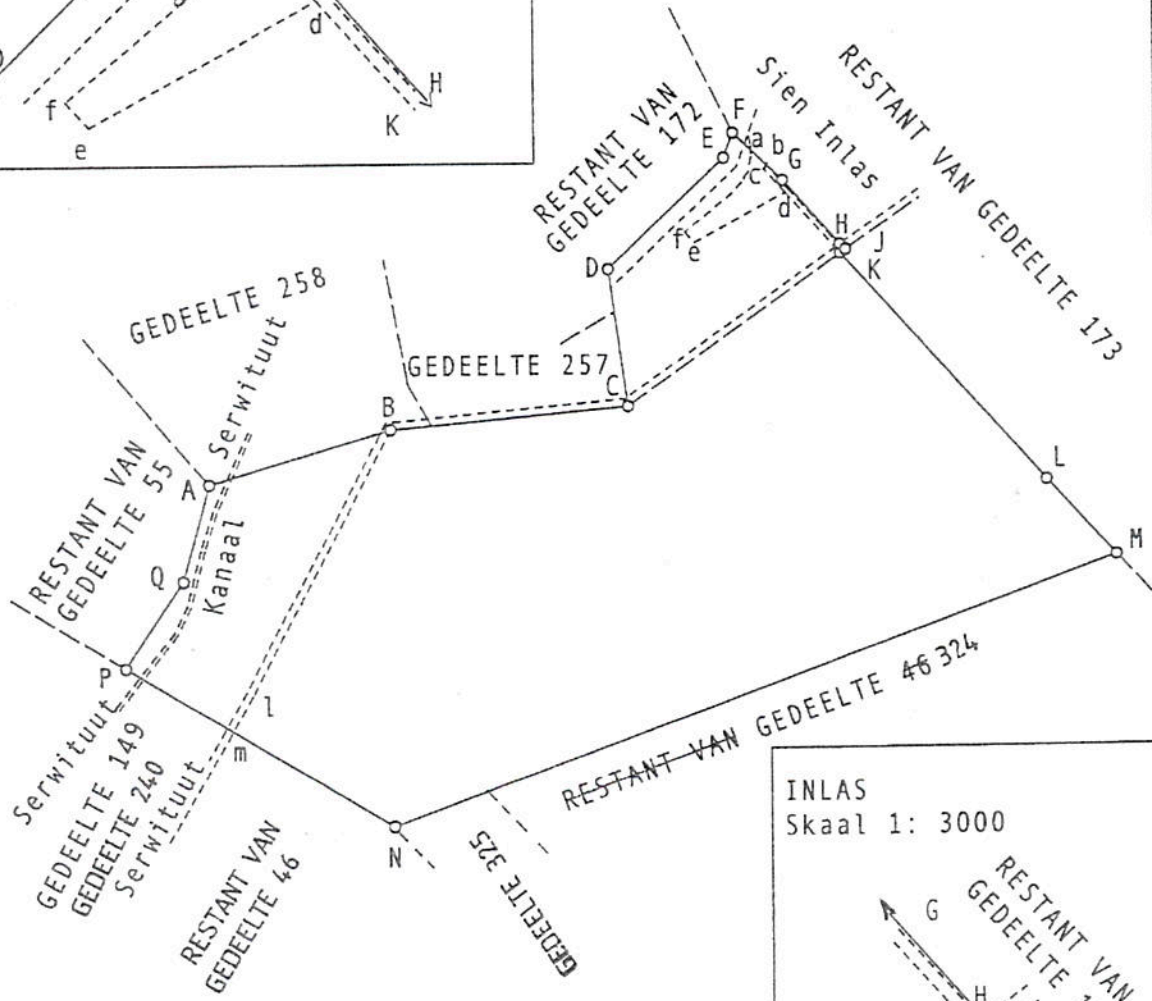 d
H
f
K
e
RESTANT VAN
GEDEELTE 172
Sien Inlas
RESTANT VAN GEDEELTE 173
F
E
a
b
G
c
d
f
e
H
J
K
D
GEDEELTE 258
Serwituut
GEDEELTE 257
C
B
A
RESTANT VAN
GEDEELTE 55
Q
Kanaal
L
M
P
l
m
Serwituut
GEDEELTE 149
GEDEELTE 240
Serwituut
RESTANT VAN
GEDEELTE 46
N
GEDEELTE 325
RESTANT VAN GEDEELTE 46 324
INLAS
Skaal 1: 3000
G
RESTANT VAN
GEDEELTE 1
H